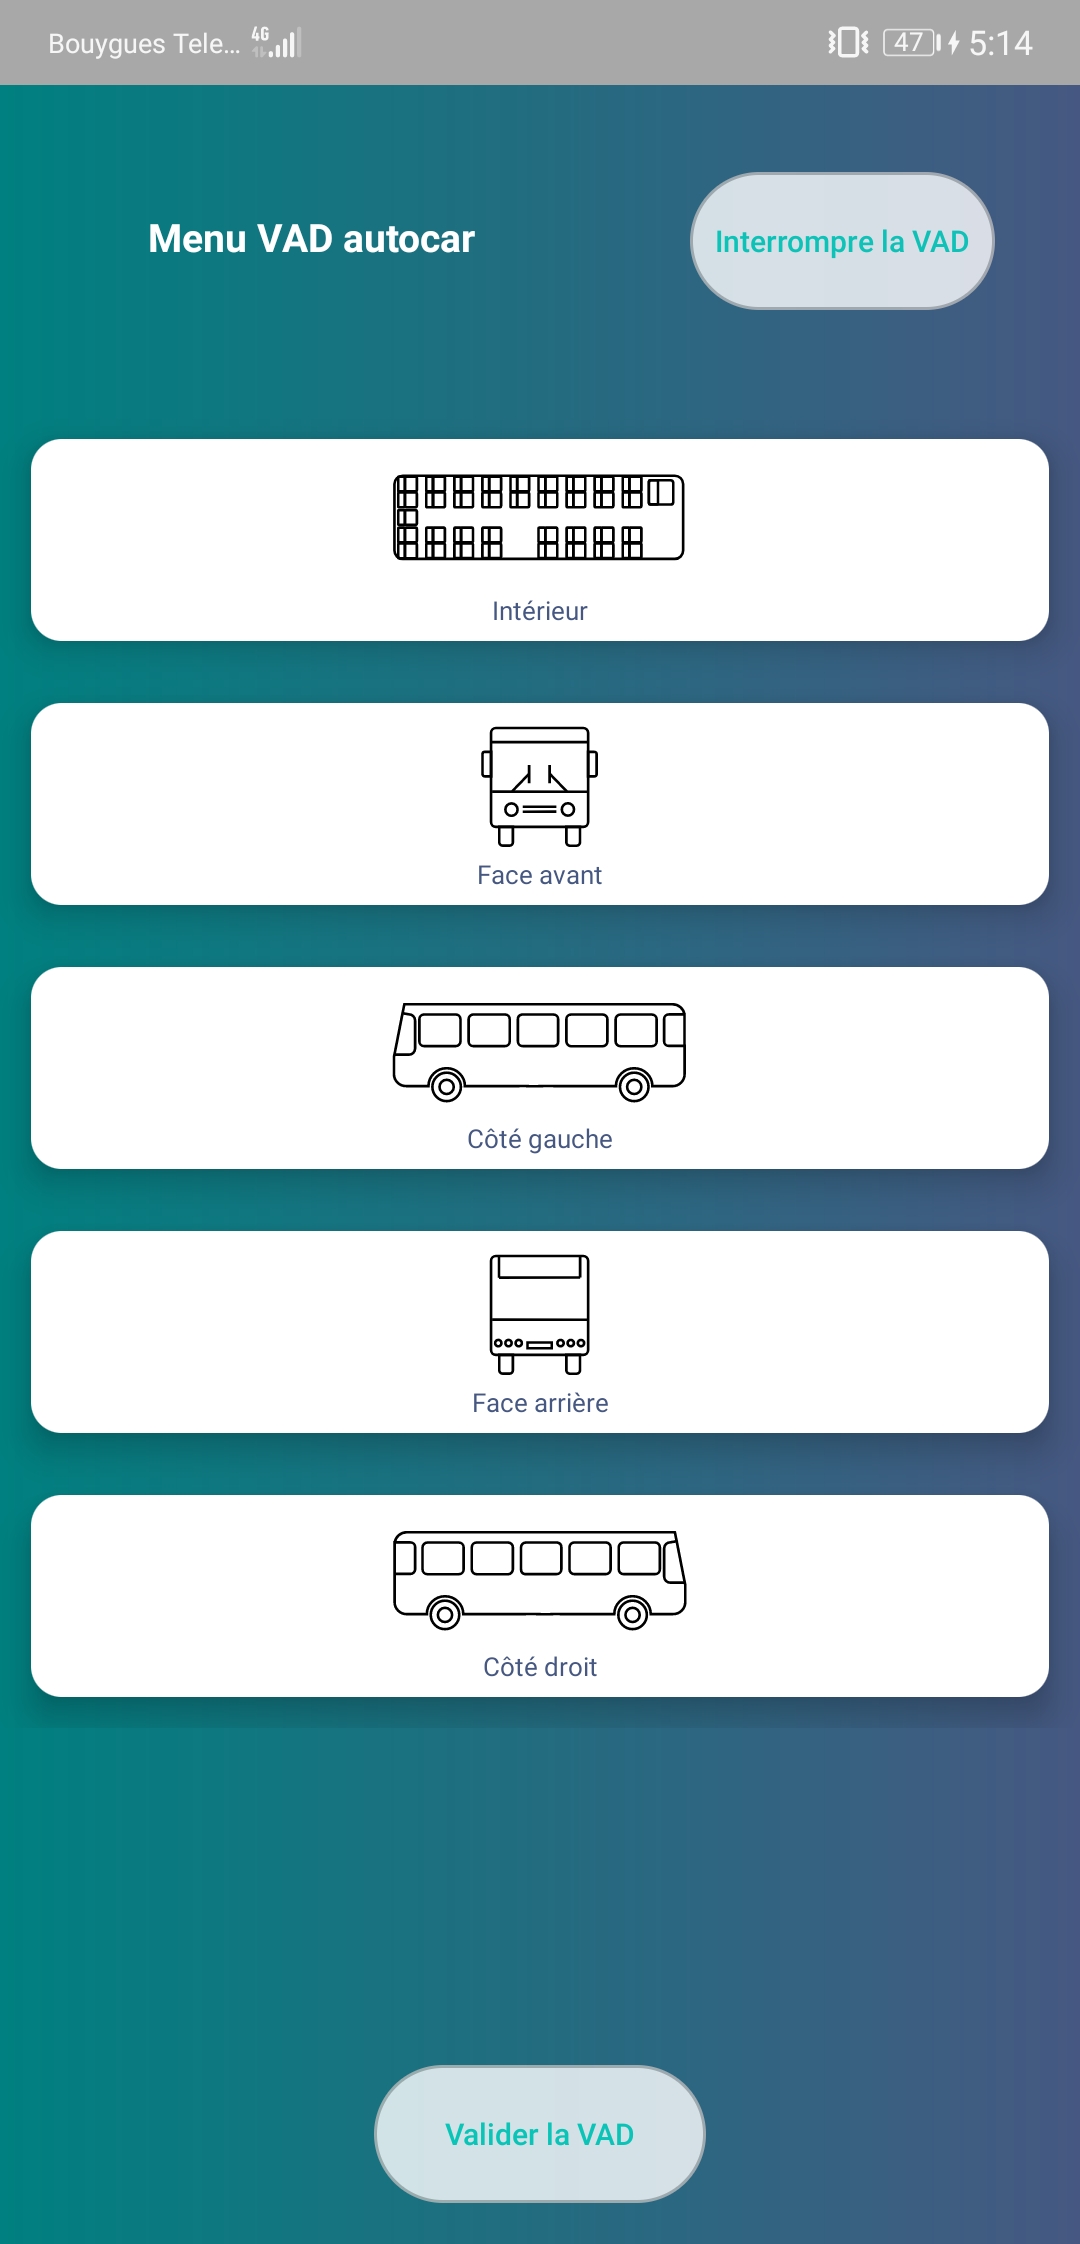 Bouygues Tele... 4G 47 5:14
Menu VAD autocar
Interrompre la VAD
Intérieur
Face avant
Côté gauche
Face arrière
Côté droit
Valider la VAD